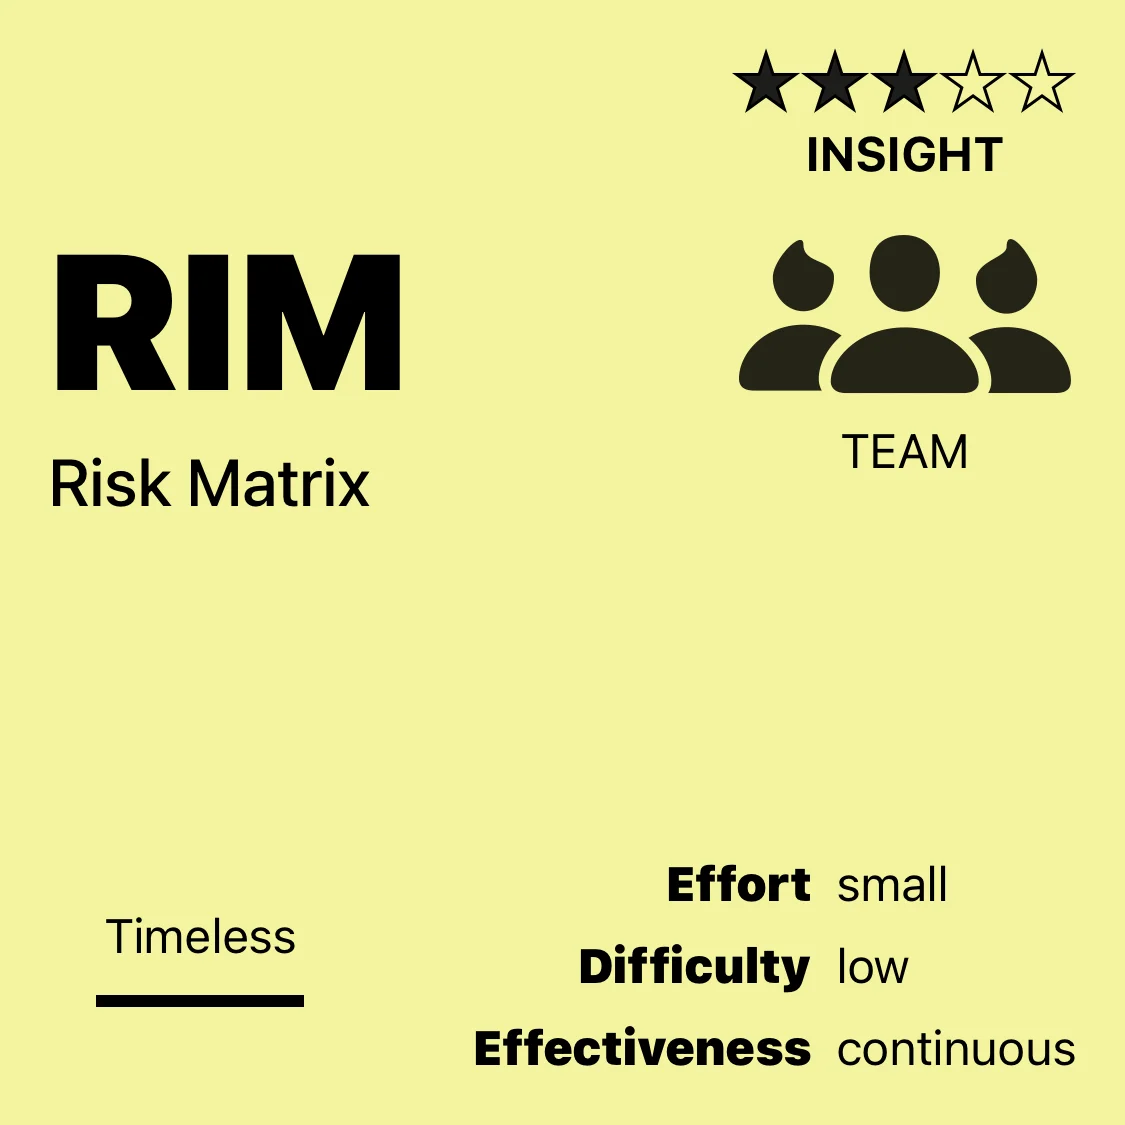 ★★★☆☆
INSIGHT
RIM
Risk Matrix
TEAM
Timeless
Effort small
Difficulty low
Effectiveness continuous